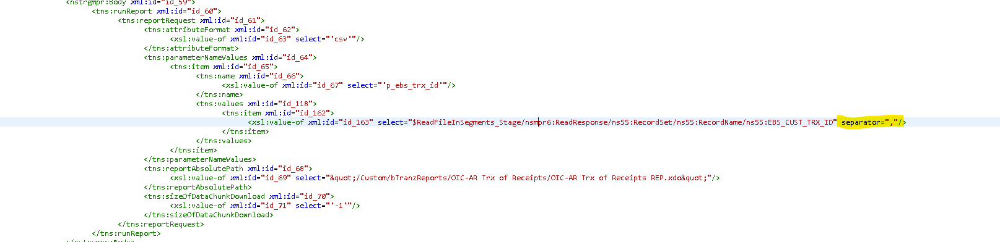 <nstrgmpr:Body xml:id="id_59">
<tns:runReport xml:id="id_60">
<tns:reportRequest xml:id="id_61">
<tns:attributeFormat xml:id="id_62">
<xsl:value-of xml:id="id_63" select="'csv'"/>
</tns:attributeFormat>
<tns:parameterNameValues xml:id="id_64">
<tns:item xml:id="id_65">
<tns:name xml:id="id_66">
<xsl:value-of xml:id="id_67" select="'p_ebs_trx_id'"/>
</tns:name>
<tns:values xml:id="id_118">
<tns:item xml:id="id_162">
<xsl:value-of xml:id="id_163" select="$ReadFileInSegments_Stage/nsmpr6:ReadResponse/ns55:RecordSet/ns55:RecordName/ns55:EBS_CUST_TRX_ID" separator=","/>
</tns:item>
</tns:values>
</tns:item>
</tns:parameterNameValues>
<tns:reportAbsolutePath xml:id="id_68">
<xsl:value-of xml:id="id_69" select="&quot;/Custom/bTranzReports/OIC-AR Trx of Receipts/OIC-AR Trx of Receipts REP.xdo&quot;"/>
</tns:reportAbsolutePath>
<tns:sizeOfDataChunkDownload xml:id="id_70">
<xsl:value-of xml:id="id_71" select="'-1'"/>
</tns:sizeOfDataChunkDownload>
</tns:reportRequest>
</tns:runReport>
</nstrgmpr:Body>